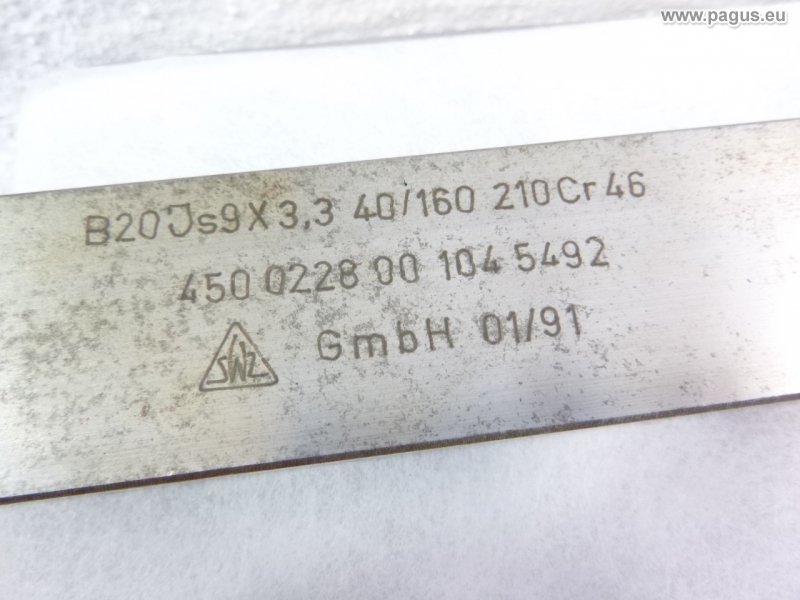 www.pagus.eu
B20Js9X3,3 40/160 210Cr46
450 0228 00 104 5492
SWZ GmbH 01/91